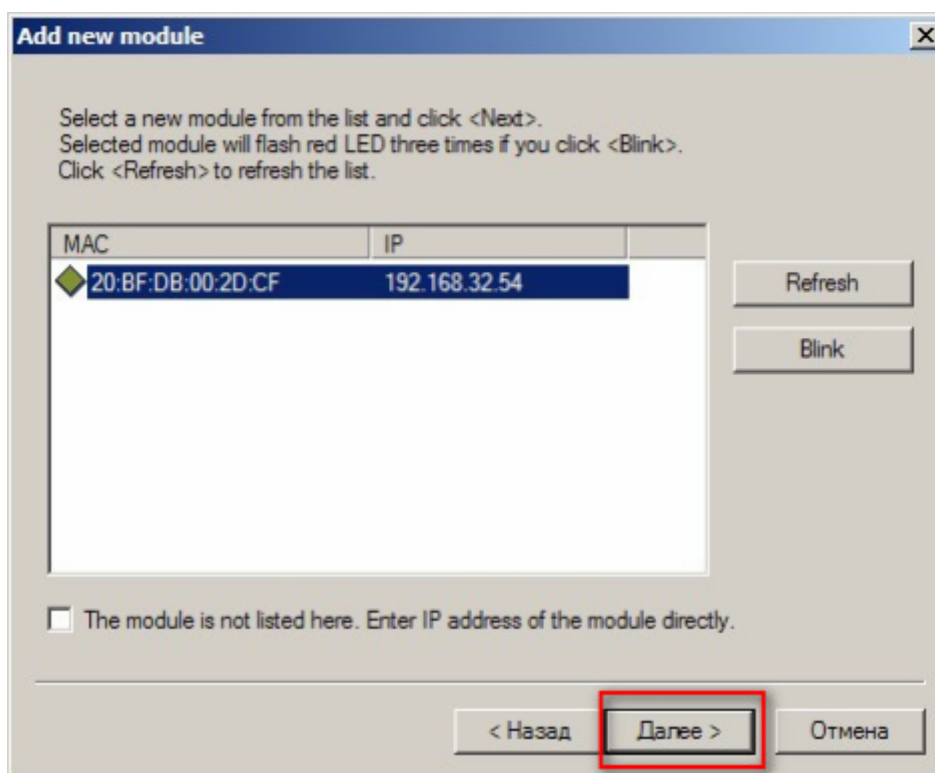 Add new module
Select a new module from the list and click <Next>.
Selected module will flash red LED three times if you click <Blink>.
Click <Refresh> to refresh the list.
MAC IP
20:BF:DB:00:2D:CF 192.168.32.54
Refresh
Blink
The module is not listed here. Enter IP address of the module directly.
< Назад Далее > Отмена